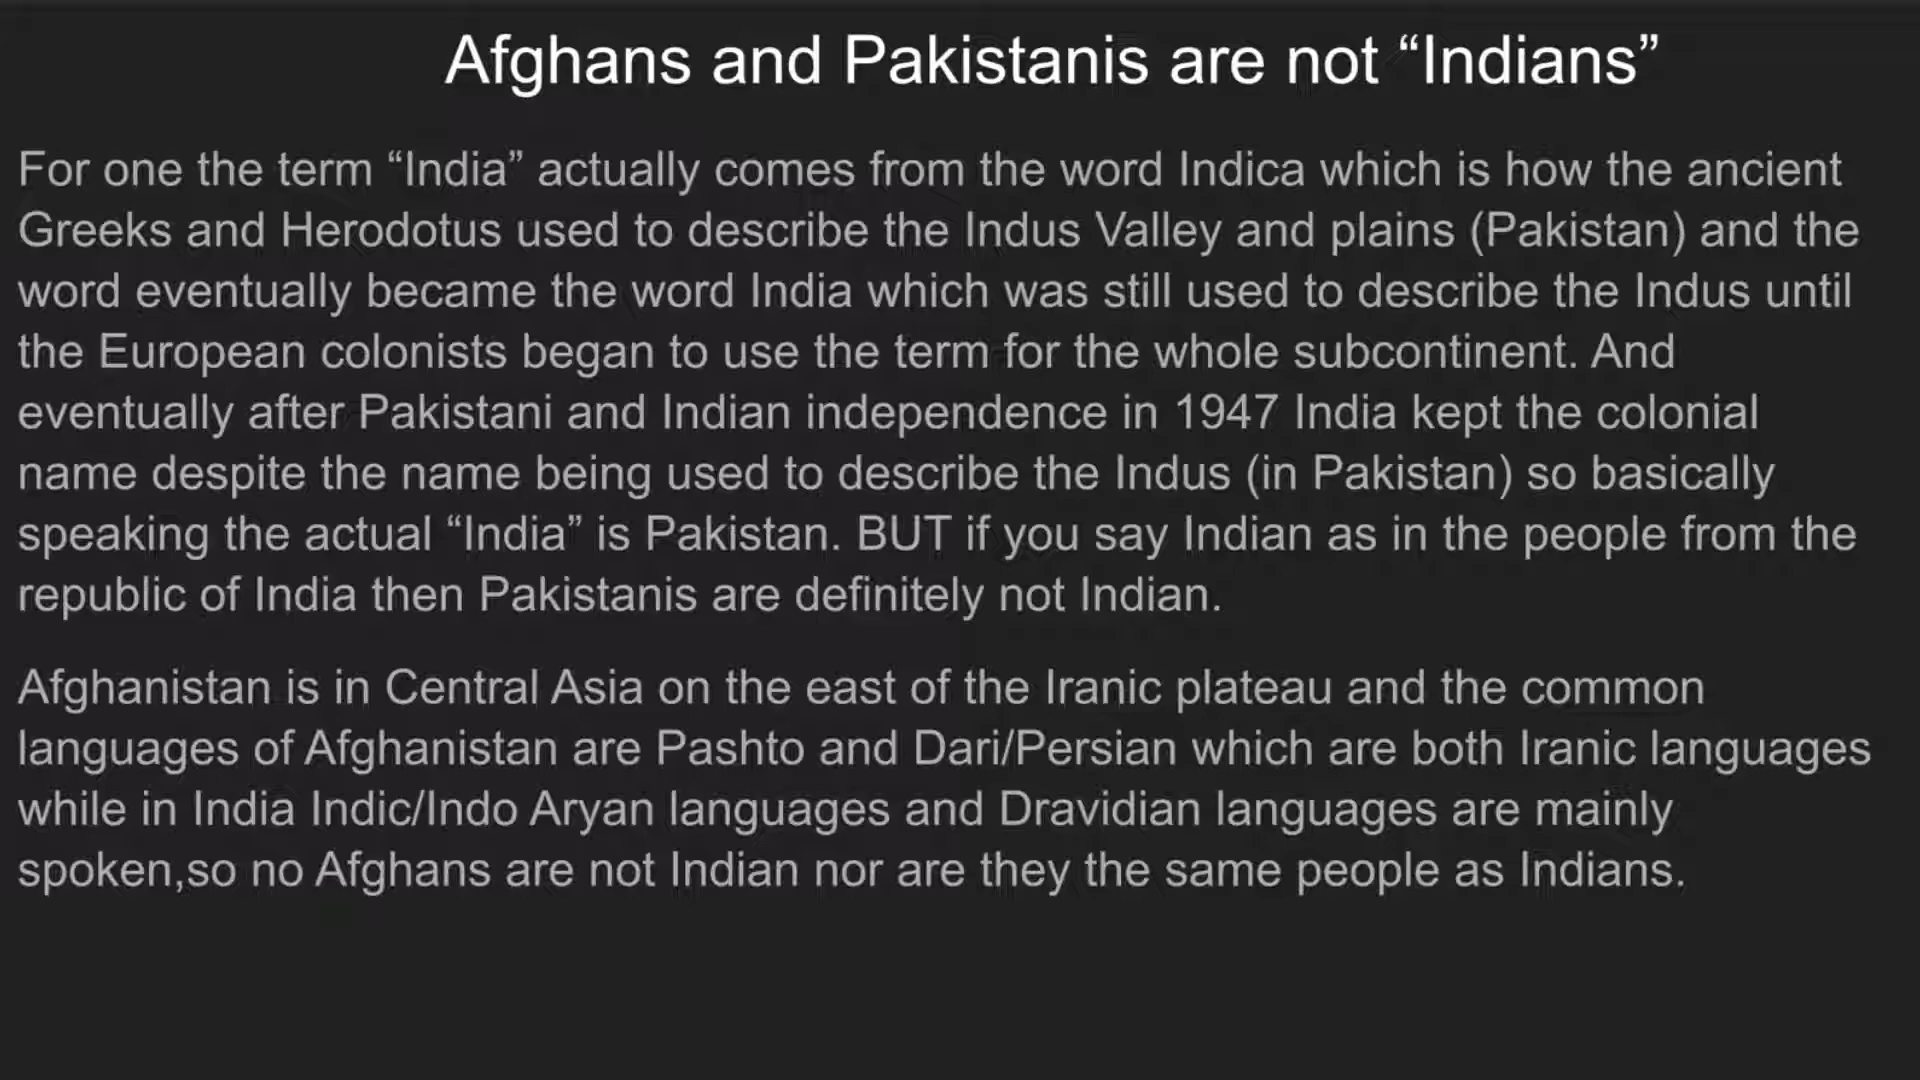 Afghans and Pakistanis are not “Indians”
For one the term “India” actually comes from the word Indica which is how the ancient
Greeks and Herodotus used to describe the Indus Valley and plains (Pakistan) and the
word eventually became the word India which was still used to describe the Indus until
the European colonists began to use the term for the whole subcontinent. And
eventually after Pakistani and Indian independence in 1947 India kept the colonial
name despite the name being used to describe the Indus (in Pakistan) so basically
speaking the actual “India” is Pakistan. BUT if you say Indian as in the people from the
republic of India then Pakistanis are definitely not Indian.
Afghanistan is in Central Asia on the east of the Iranic plateau and the common
languages of Afghanistan are Pashto and Dari/Persian which are both Iranic languages
while in India Indic/Indo Aryan languages and Dravidian languages are mainly
spoken,so no Afghans are not Indian nor are they the same people as Indians.